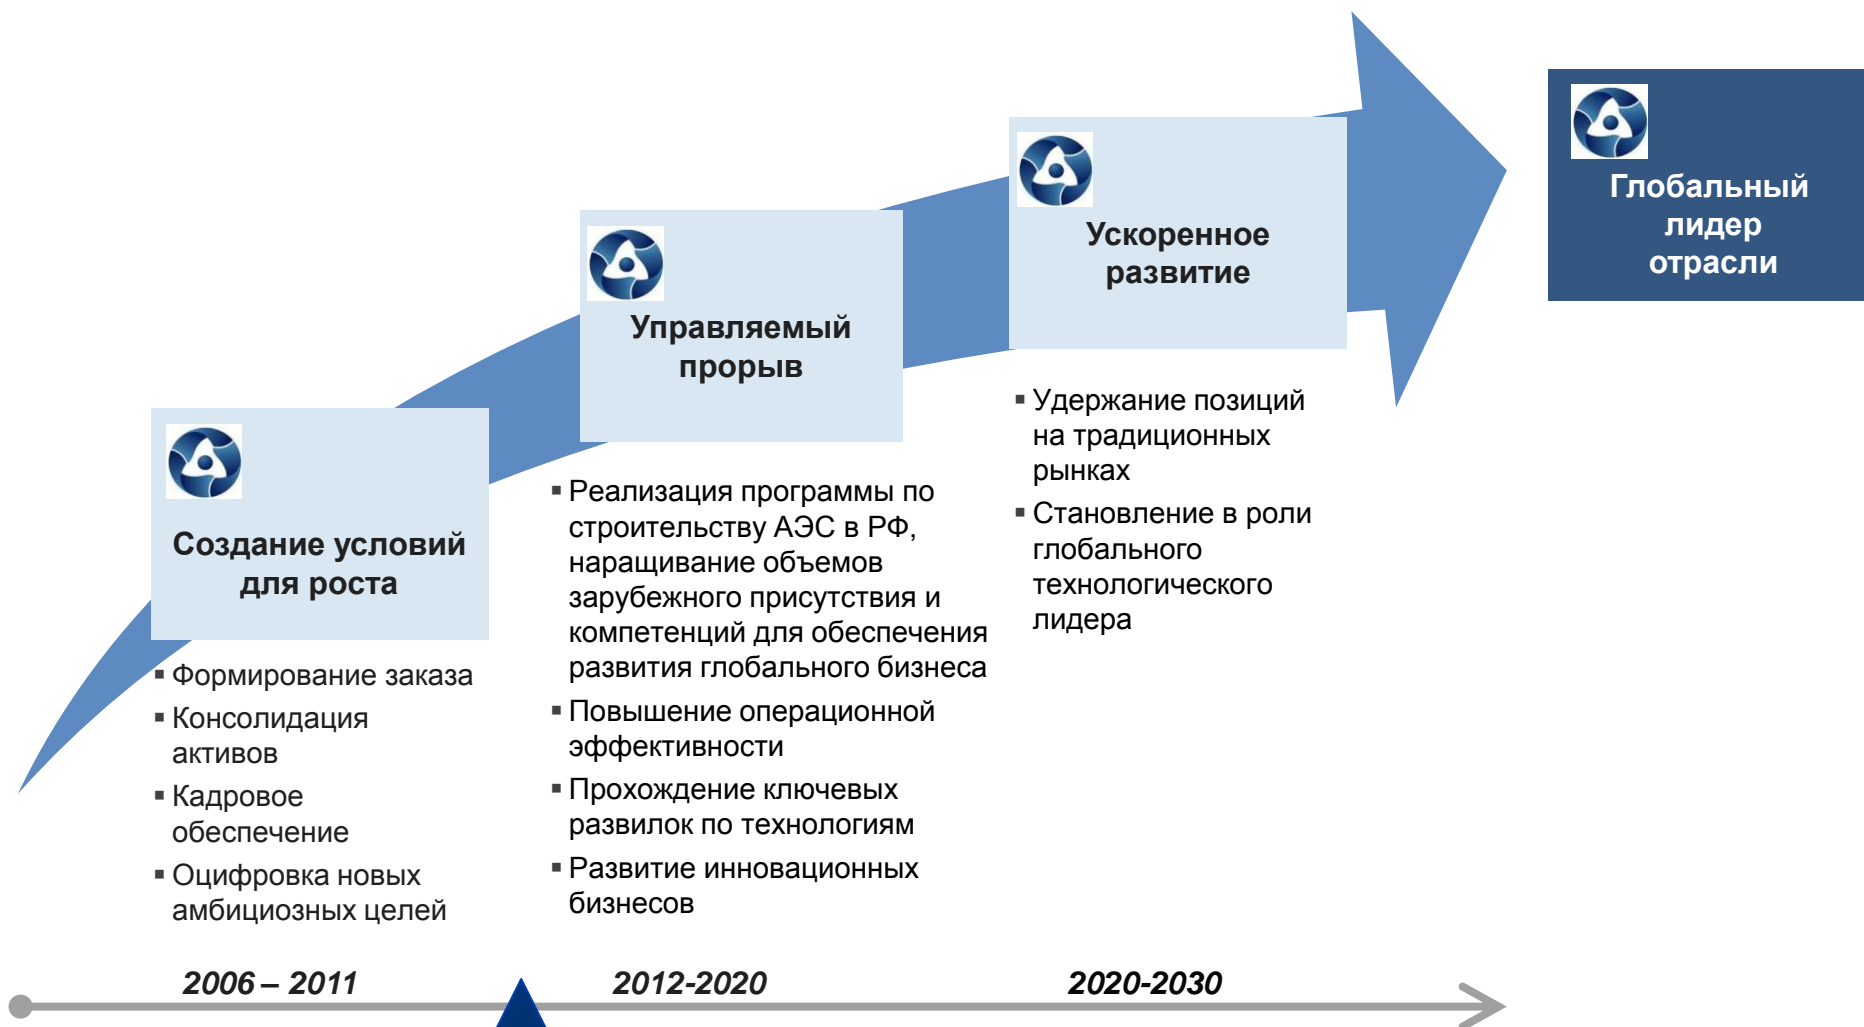 Глобальный
лидер
отрасли
Ускоренное
развитие
Управляемый
прорыв
Создание условий
для роста
▪ Формирование заказа
▪ Консолидация
активов
▪ Кадровое
обеспечение
▪ Оцифровка новых
амбициозных целей
▪ Реализация программы по
строительству АЭС в РФ,
наращивание объемов
зарубежного присутствия и
компетенций для обеспечения
развития глобального бизнеса
▪ Повышение операционной
эффективности
▪ Прохождение ключевых
развилок по технологиям
▪ Развитие инновационных
бизнесов
▪ Удержание позиций
на традиционных
рынках
▪ Становление в роли
глобального
технологического
лидера
2006 – 2011
2012-2020
2020-2030